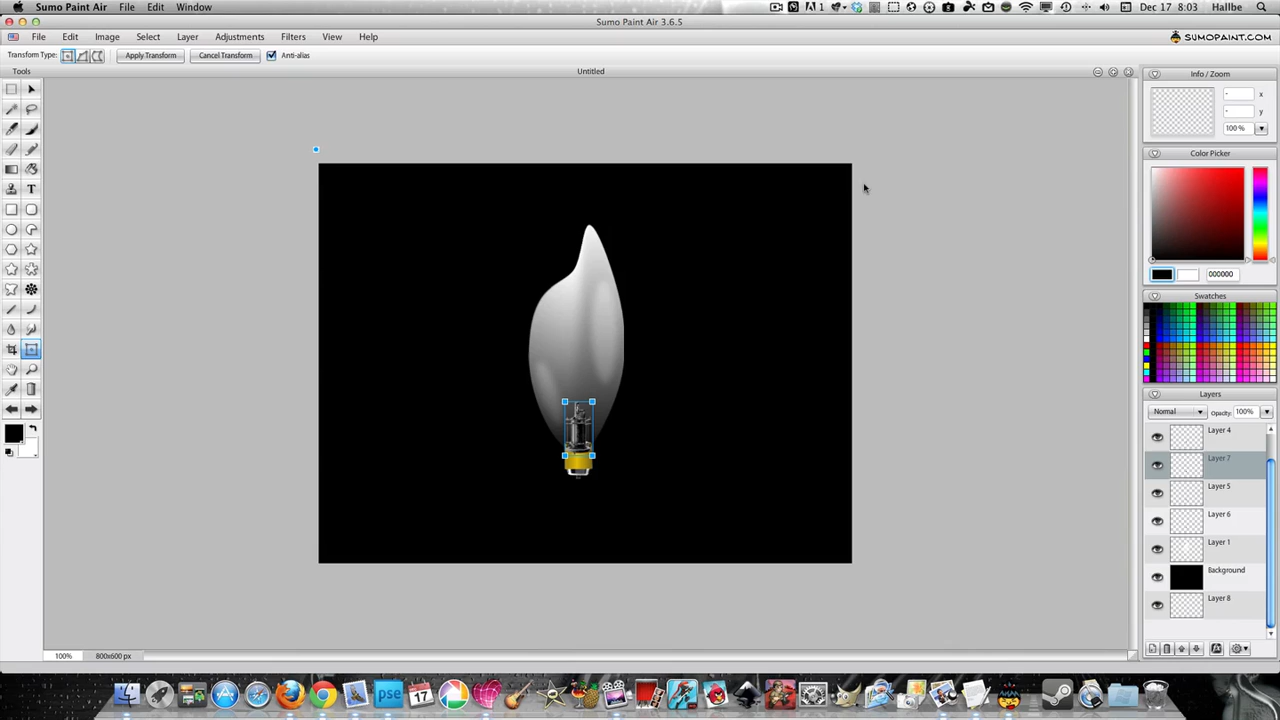 Sumo Paint Air File Edit Window
1 Dec 17 8:03 Hallbe
Sumo Paint Air 3.6.5
File Edit Image Select Layer Adjustments Filters View Help
SUMOPAINT.COM
Transform Type: Apply Transform Cancel Transform Anti-alias
Tools
Untitled
Info / Zoom
- x
- y
100 %
Color Picker
000000
Swatches
Layers
Normal Opacity: 100%
Layer 4
Layer 7
Layer 5
Layer 6
Layer 1
Background
Layer 8
T
100% 800x600 px
pse
17